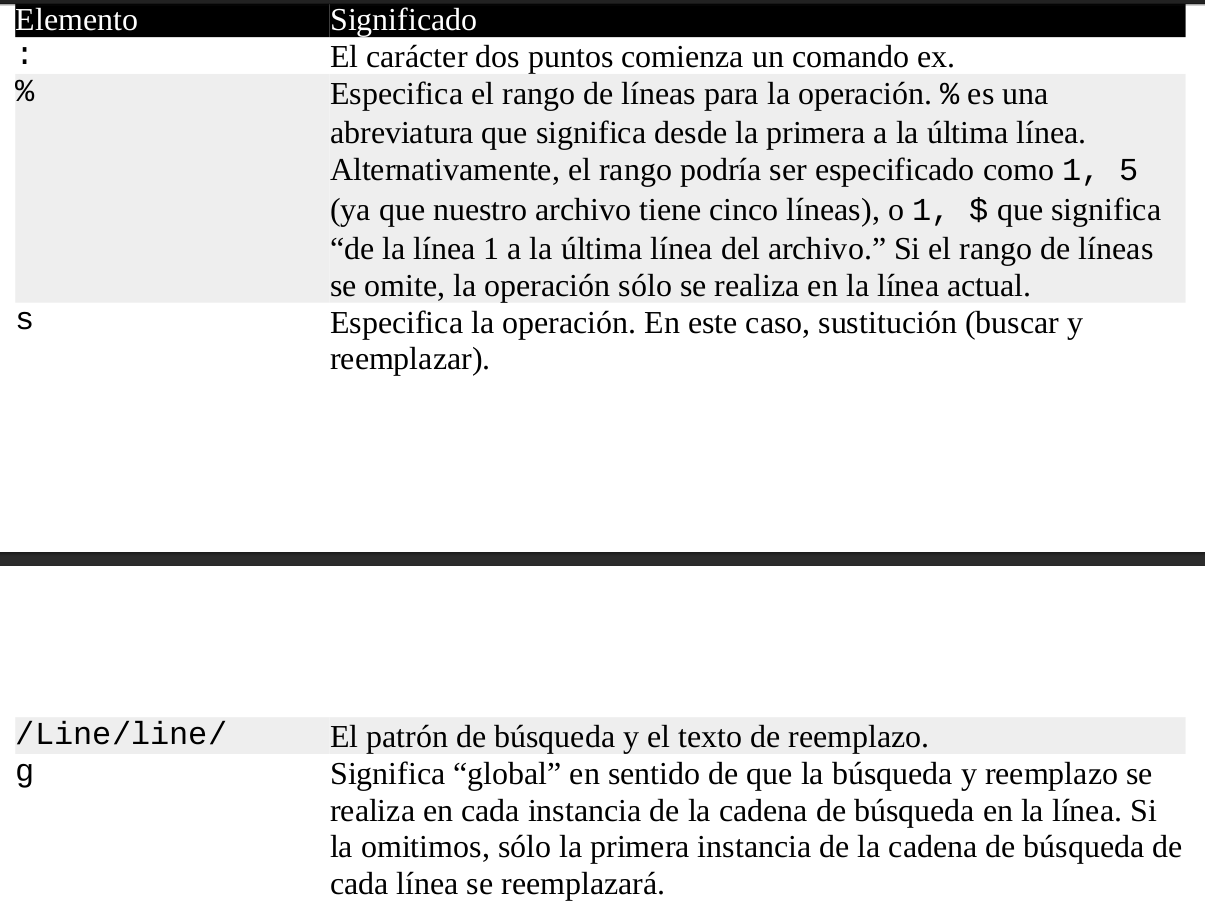 Elemento Significado
: El carácter dos puntos comienza un comando ex.
% Especifica el rango de líneas para la operación. % es una
abreviatura que significa desde la primera a la última línea.
Alternativamente, el rango podría ser especificado como 1, 5
(ya que nuestro archivo tiene cinco líneas), o 1, $ que significa
“de la línea 1 a la última línea del archivo.” Si el rango de líneas
se omite, la operación sólo se realiza en la línea actual.
s Especifica la operación. En este caso, sustitución (buscar y
reemplazar).
/Line/line/ El patrón de búsqueda y el texto de reemplazo.
g Significa “global” en sentido de que la búsqueda y reemplazo se
realiza en cada instancia de la cadena de búsqueda en la línea. Si
la omitimos, sólo la primera instancia de la cadena de búsqueda de
cada línea se reemplazará.